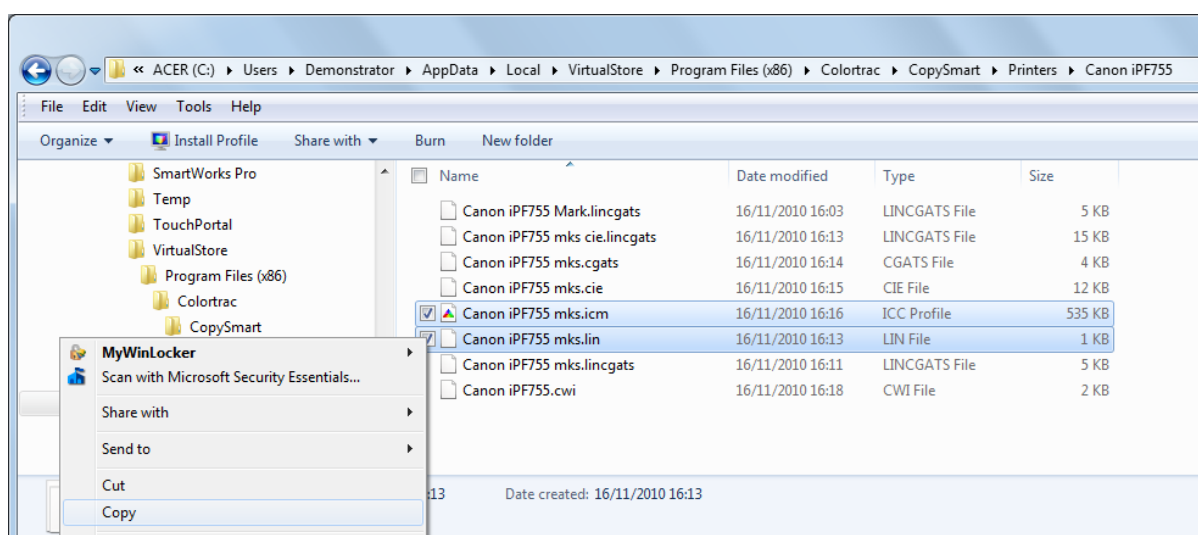 « ACER (C:) Users Demonstrator AppData Local VirtualStore Program Files (x86) Colortrac CopySmart Printers Canon iPF755
File Edit View Tools Help
Organize Install Profile Share with Burn New folder
SmartWorks Pro
Temp
TouchPortal
VirtualStore
Program Files (x86)
Colortrac
CopySmart
Name Date modified Type Size
Canon iPF755 Mark.lincgats 16/11/2010 16:03 LINCGATS File 5 KB
Canon iPF755 mks cie.lincgats 16/11/2010 16:13 LINCGATS File 15 KB
Canon iPF755 mks.cgats 16/11/2010 16:14 CGATS File 4 KB
Canon iPF755 mks.cie 16/11/2010 16:15 CIE File 12 KB
Canon iPF755 mks.icm 16/11/2010 16:16 ICC Profile 535 KB
Canon iPF755 mks.lin 16/11/2010 16:13 LIN File 1 KB
Canon iPF755 mks.lincgats 16/11/2010 16:11 LINCGATS File 5 KB
Canon iPF755.cwi 16/11/2010 16:18 CWI File 2 KB
MyWinLocker
Scan with Microsoft Security Essentials...
Share with
Send to
Cut
Copy
:13 Date created: 16/11/2010 16:13